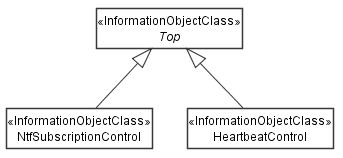 «InformationObjectClass»
Top
«InformationObjectClass»
NtfSubscriptionControl
«InformationObjectClass»
HeartbeatControl